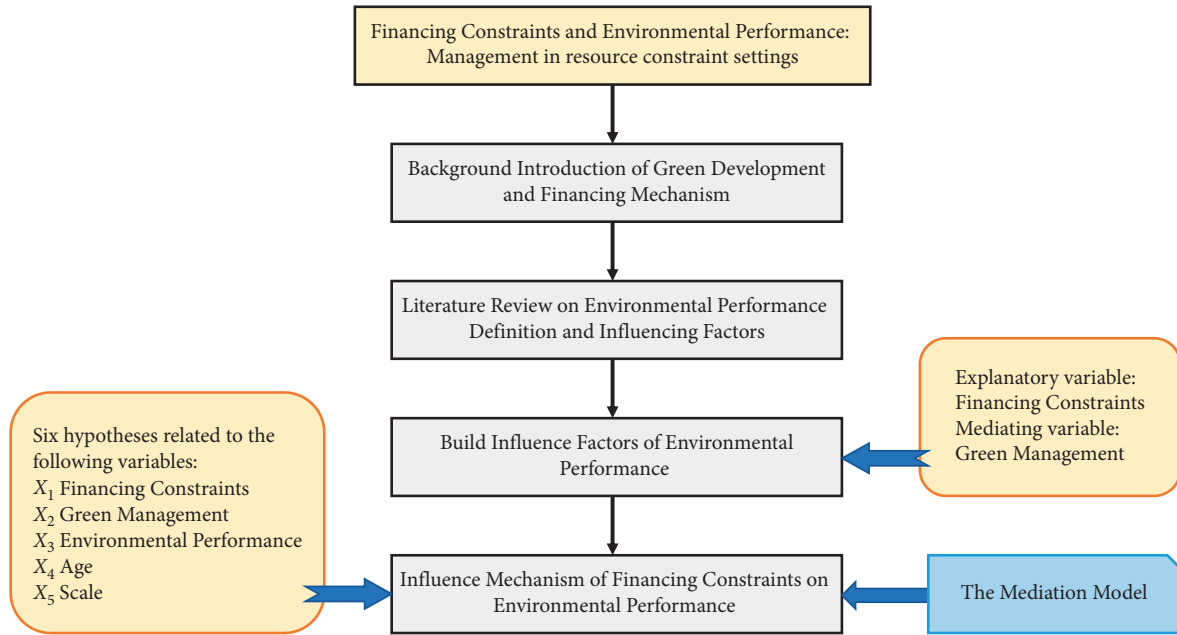 Financing Constraints and Environmental Performance:
Management in resource constraint settings
Background Introduction of Green Development
and Financing Mechanism
Literature Review on Environmental Performance
Definition and Influencing Factors
Explanatory variable:
Financing Constraints
Mediating variable:
Green Management
Build Influence Factors of Environmental
Performance
Six hypotheses related to the
following variables:
X₁ Financing Constraints
X₂ Green Management
X₃ Environmental Performance
X₄ Age
X₅ Scale
Influence Mechanism of Financing Constraints on
Environmental Performance
The Mediation Model